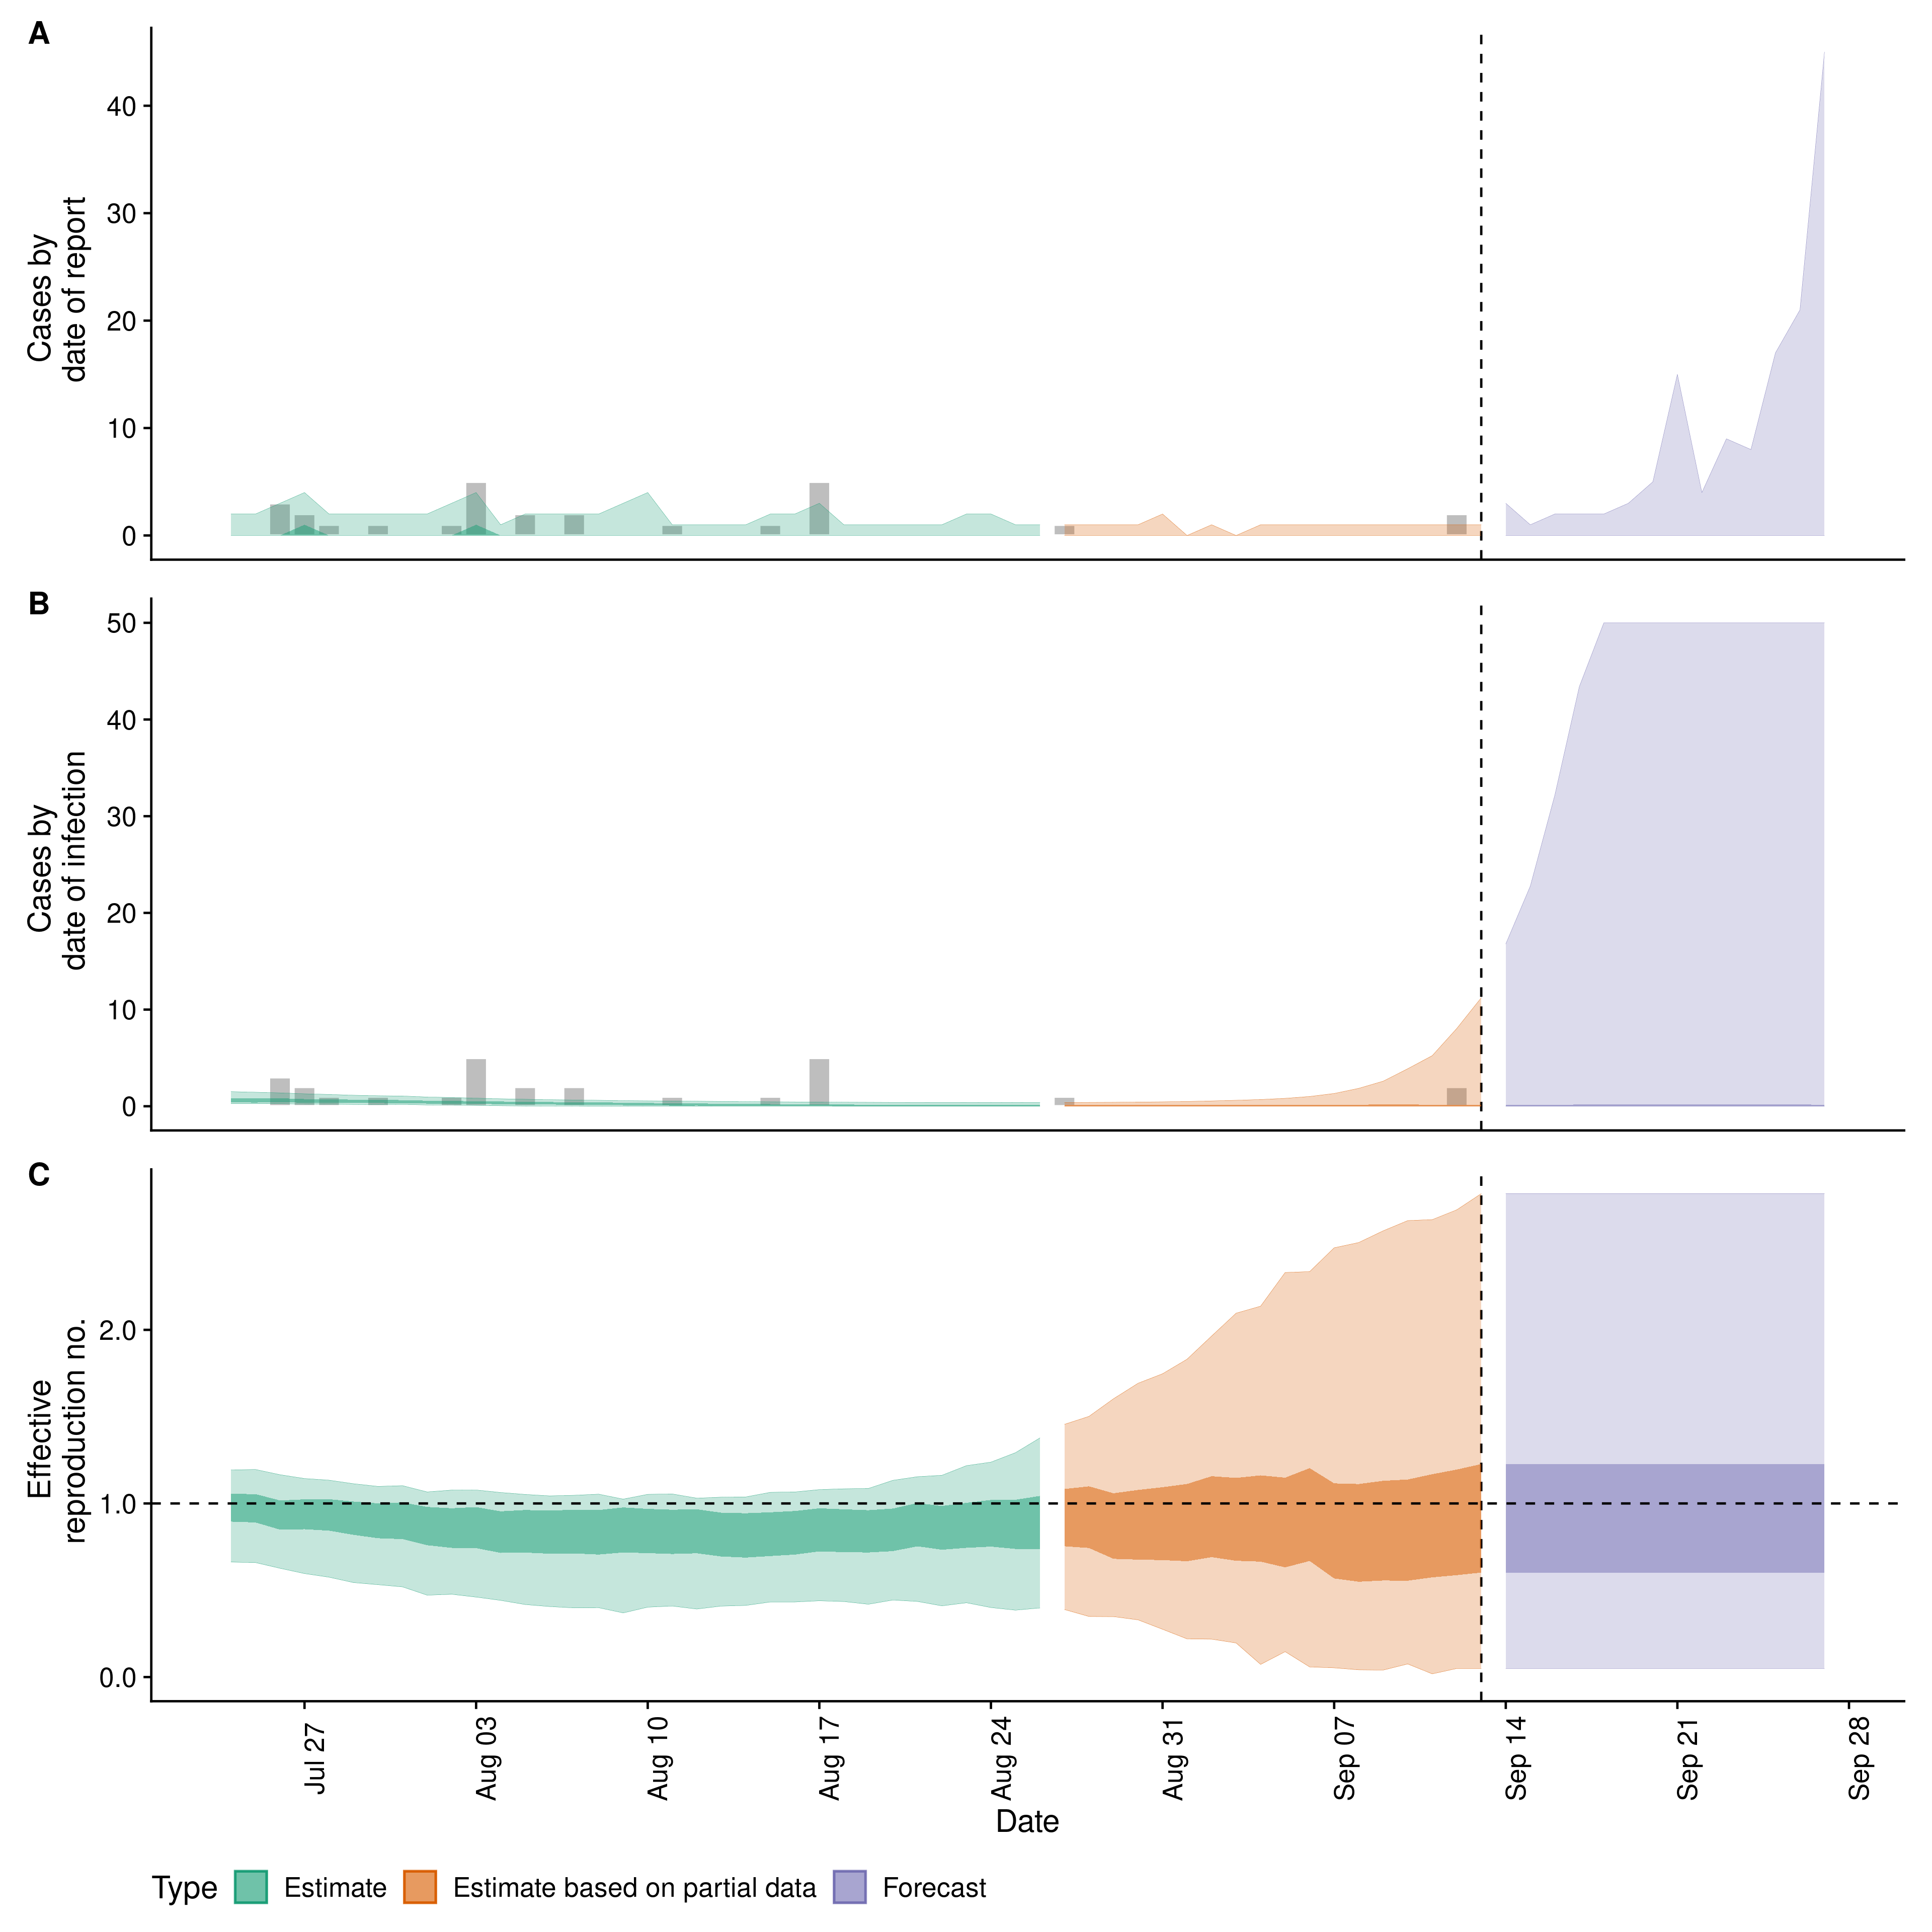 A
Cases by
date of report
40
30
20
10
0
B
Cases by
date of infection
50
40
30
20
10
0
C
Effective
reproduction no.
2.0
1.0
0.0
Jul 27
Aug 03
Aug 10
Aug 17
Aug 24
Aug 31
Sep 07
Sep 14
Sep 21
Sep 28
Date
Type Estimate Estimate based on partial data Forecast